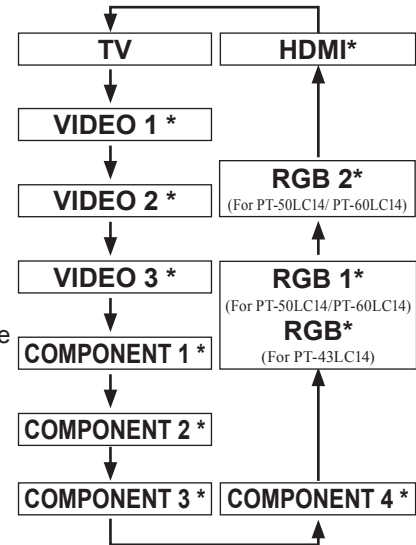 TV
VIDEO 1 *
VIDEO 2 *
VIDEO 3 *
e
COMPONENT 1 *
COMPONENT 2 *
COMPONENT 3 *
COMPONENT 4 *
RGB 1*
(For PT-50LC14/PT-60LC14)
RGB*
(For PT-43LC14)
RGB 2*
(For PT-50LC14/ PT-60LC14)
HDMI*